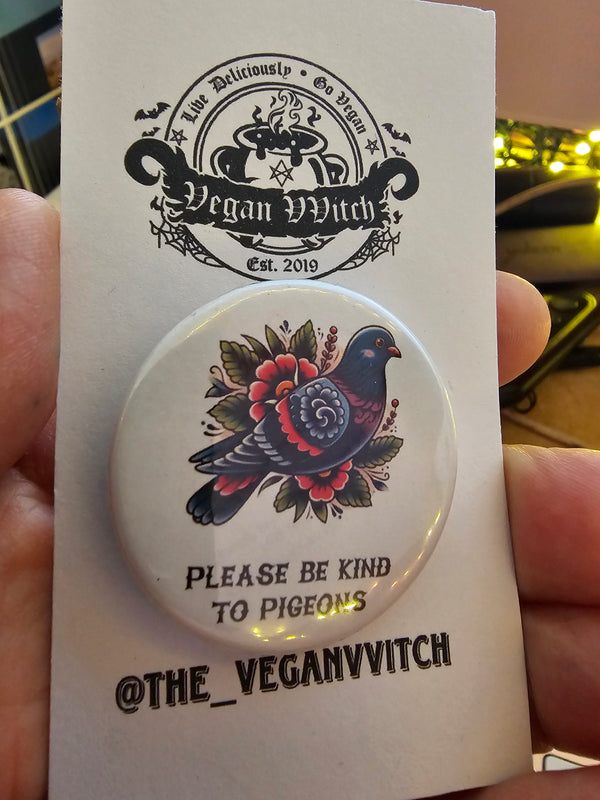 Live Deliciously • Go Vegan
Vegan VVitch
Est. 2019
PLEASE BE KIND
TO PIGEONS
@THE_VEGANVVITCH